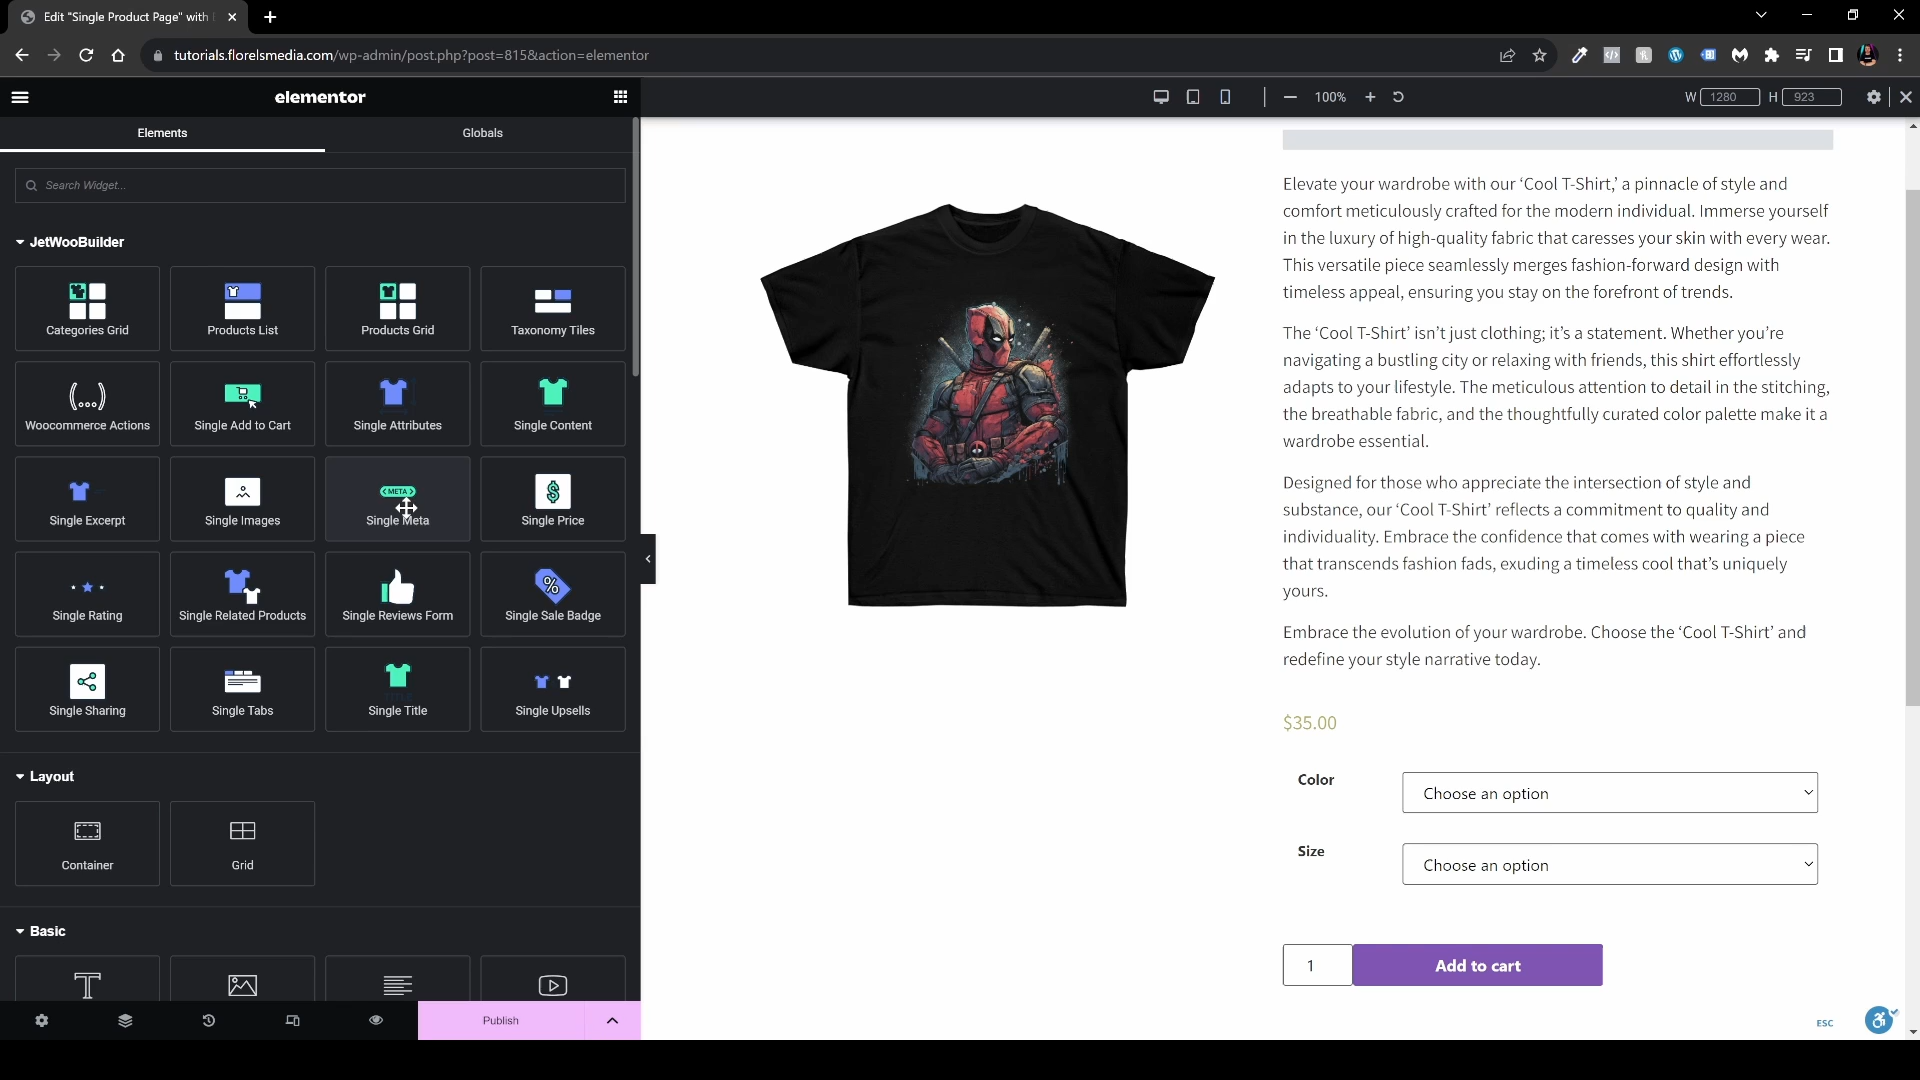 Edit "Single Product Page" with
tutorials.florelsmedia.com/wp-admin/post.php?post=815&action=elementor
elementor
100%
W 1280 H 923
Elements
Globals
Search Widget...
JetWooBuilder
Categories Grid
Products List
Products Grid
Taxonomy Tiles
Woocommerce Actions
Single Add to Cart
Single Attributes
Single Content
Single Excerpt
Single Images
< META >
Single Meta
Single Price
Single Rating
Single Related Products
Single Reviews Form
Single Sale Badge
Single Sharing
Single Tabs
Single Title
Single Upsells
Layout
Container
Grid
Basic
Publish
Elevate your wardrobe with our ‘Cool T-Shirt,’ a pinnacle of style and
comfort meticulously crafted for the modern individual. Immerse yourself
in the luxury of high-quality fabric that caresses your skin with every wear.
This versatile piece seamlessly merges fashion-forward design with
timeless appeal, ensuring you stay on the forefront of trends.
The ‘Cool T-Shirt’ isn’t just clothing; it’s a statement. Whether you’re
navigating a bustling city or relaxing with friends, this shirt effortlessly
adapts to your lifestyle. The meticulous attention to detail in the stitching,
the breathable fabric, and the thoughtfully curated color palette make it a
wardrobe essential.
Designed for those who appreciate the intersection of style and
substance, our ‘Cool T-Shirt’ reflects a commitment to quality and
individuality. Embrace the confidence that comes with wearing a piece
that transcends fashion fads, exuding a timeless cool that’s uniquely
yours.
Embrace the evolution of your wardrobe. Choose the ‘Cool T-Shirt’ and
redefine your style narrative today.
$35.00
Color
Choose an option
Size
Choose an option
1
Add to cart
ESC